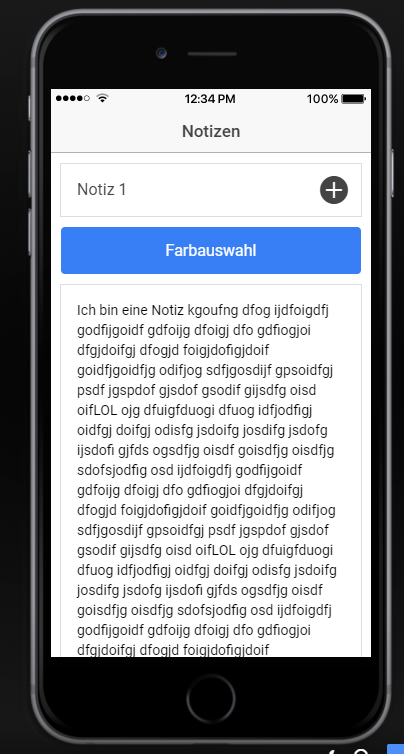 12:34 PM
100%
Notizen
Notiz 1
Farbauswahl
Ich bin eine Notiz kgoufng dfog ijdfoigdfj
godfijgoidf gdfoijg dfoigj dfo gdfiogjoi
dfgjdoifgj dfogjd foigjdofigjdoif
goidfjgoidfjg odifjog sdfjgosdijf gpsoidfgj
psdf jgspdof gjsdof gsodif gijsdfg oisd
oifLOL ojg dfuigfduogi dfuog idfjodfigj
oidfgj doifgj odisfg jsdoifg josdifg jsdofg
ijsdofi gjfds ogsdfjg oisdf goisdfjg oisdfjg
sdofsjodfig osd ijdfoigdfj godfijgoidf
gdfoijg dfoigj dfo gdfiogjoi dfgjdoifgj
dfogjd foigjdofigjdoif goidfjgoidfjg odifjog
sdfjgosdijf gpsoidfgj psdf jgspdof gjsdof
gsodif gijsdfg oisd oifLOL ojg dfuigfduogi
dfuog idfjodfigj oidfgj doifgj odisfg jsdoifg
josdifg jsdofg ijsdofi gjfds ogsdfjg oisdf
goisdfjg oisdfjg sdofsjodfig osd ijdfoigdfj
godfijgoidf gdfoijg dfoigj dfo gdfiogjoi
dfgjdoifgj dfogjd foigjdofigjdoif